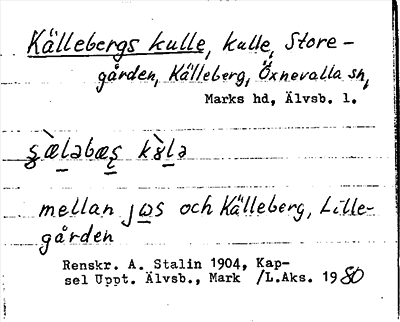 Källebergs kulle, kulle, Store-
gården, Källeberg, Öxnevalla sn,
Marks hd, Älvsb. l.
mellan jɷs och Källeberg, Lille-
gården
Renskr. A. Stalin 1904, Kap-
sel Uppt. Älvsb., Mark /L.Aks. 1980